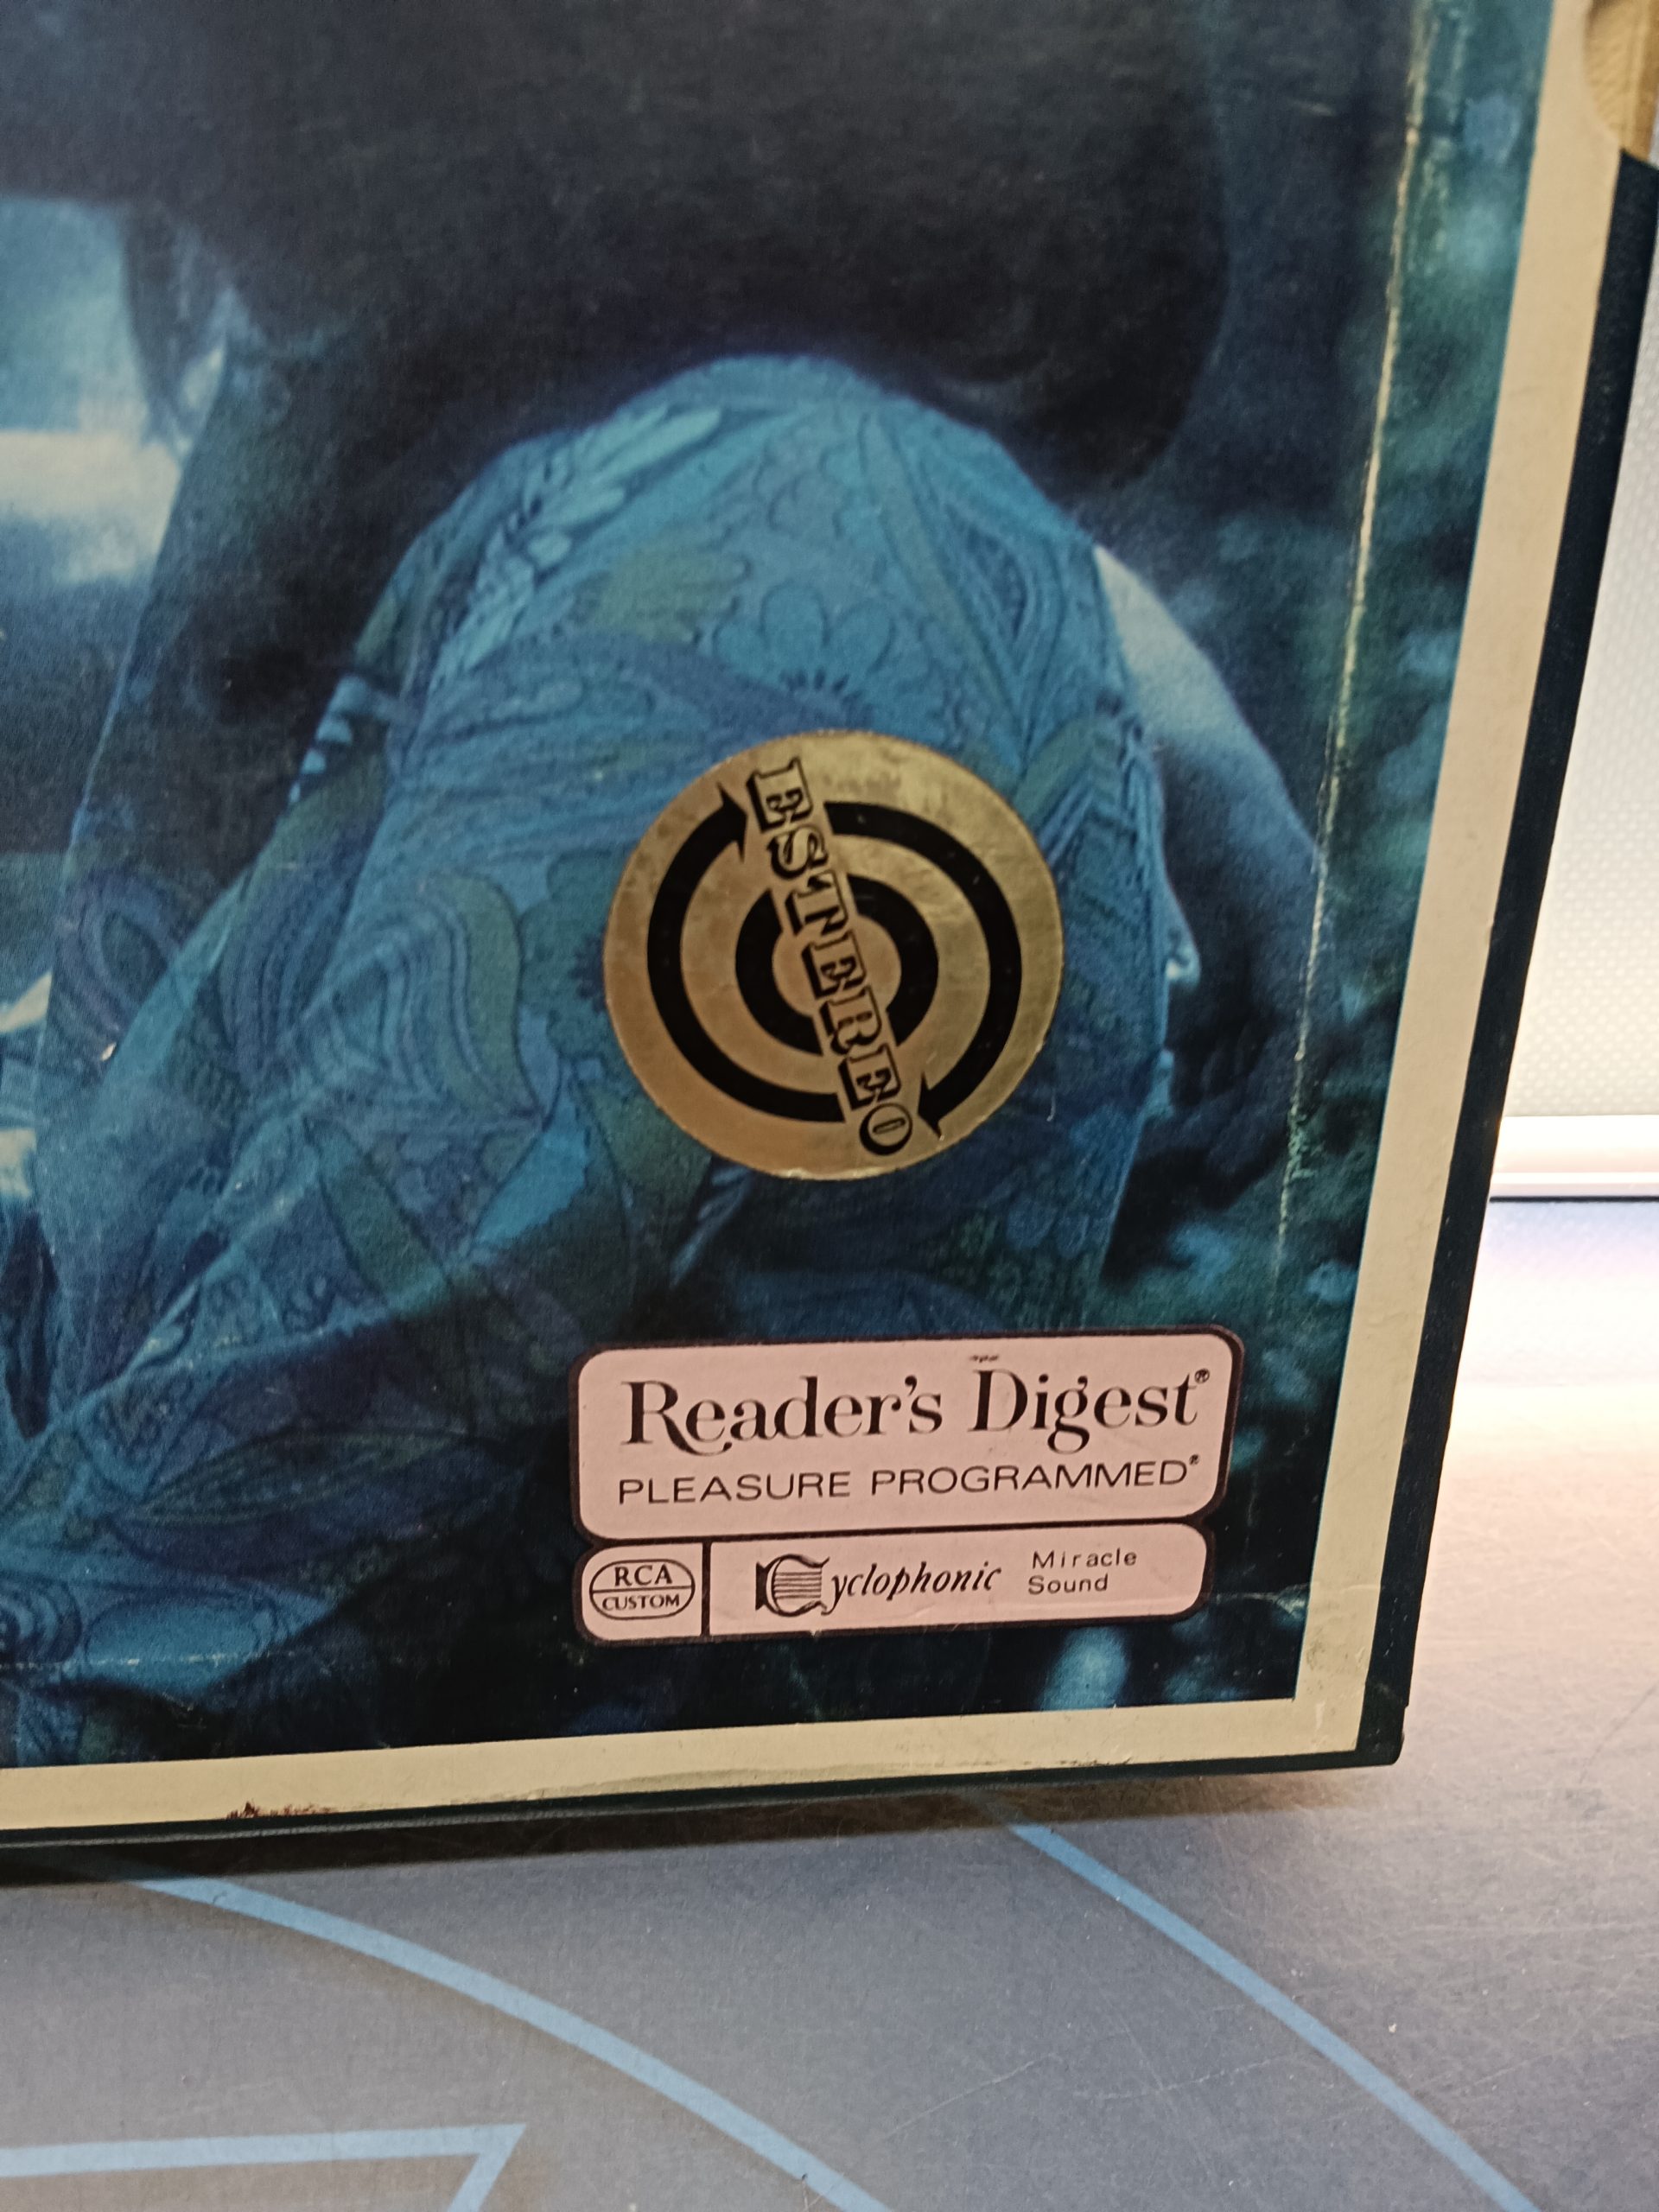 ESTEREO
Reader's Digest®
PLEASURE PROGRAMMED®
RCA
CUSTOM
Cyclophonic
Miracle
Sound